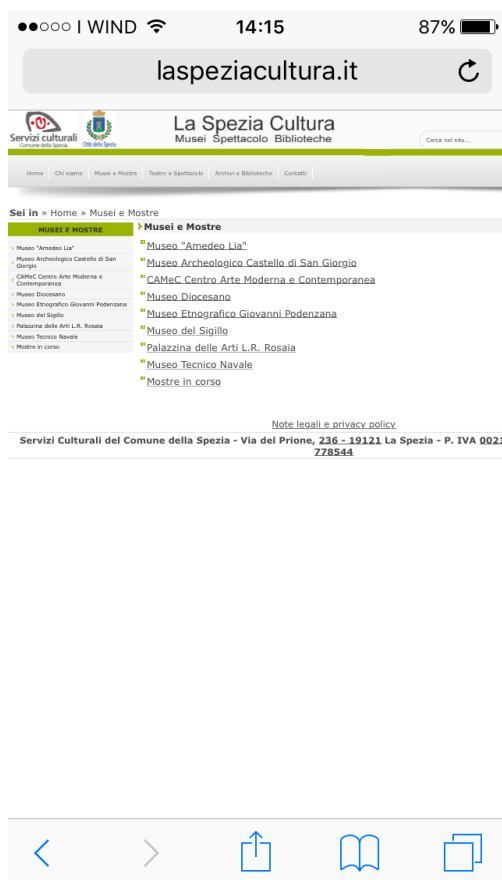 I WIND 14:15 87%
laspeziacultura.it
Servizi culturali
Comune della Spezia
Città della Spezia
La Spezia Cultura
Musei Spettacolo Biblioteche
Cerca nel sito...
Home Chi siamo Musei e Mostre Teatro e Spettacolo Archivi e Biblioteche Contatti
Sei in » Home » Musei e Mostre
MUSEI E MOSTRE
Museo "Amedeo Lia"
Museo Archeologico Castello di San
Giorgio
CAMeC Centro Arte Moderna e
Contemporanea
Museo Diocesano
Museo Etnografico Giovanni Podenzana
Museo del Sigillo
Palazzina delle Arti L.R. Rosaia
Museo Tecnico Navale
Mostre in corso
Musei e Mostre
Museo "Amedeo Lia"
Museo Archeologico Castello di San Giorgio
CAMeC Centro Arte Moderna e Contemporanea
Museo Diocesano
Museo Etnografico Giovanni Podenzana
Museo del Sigillo
Palazzina delle Arti L.R. Rosaia
Museo Tecnico Navale
Mostre in corso
Note legali e privacy policy
Servizi Culturali del Comune della Spezia - Via del Prione, 236 - 19121 La Spezia - P. IVA 002
778544